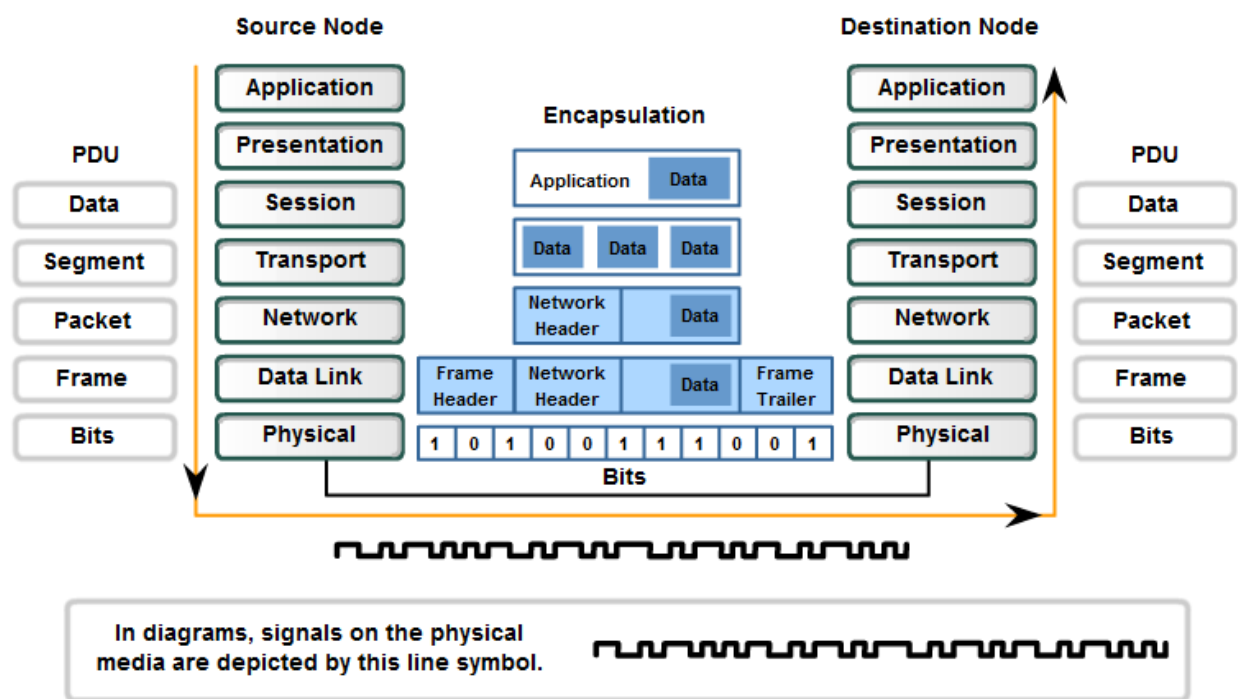 Source Node
Destination Node
Application
Application
Encapsulation
Presentation
Presentation
PDU
PDU
Application Data
Data
Session
Session
Data
Data Data Data
Segment
Transport
Transport
Segment
Network
Header
Data
Packet
Network
Network
Packet
Frame
Header
Network
Header
Data
Frame
Trailer
Frame
Data Link
Data Link
Frame
Bits
Physical
1 0 1 0 0 1 1 1 0 0 1
Physical
Bits
Bits
In diagrams, signals on the physical
media are depicted by this line symbol.